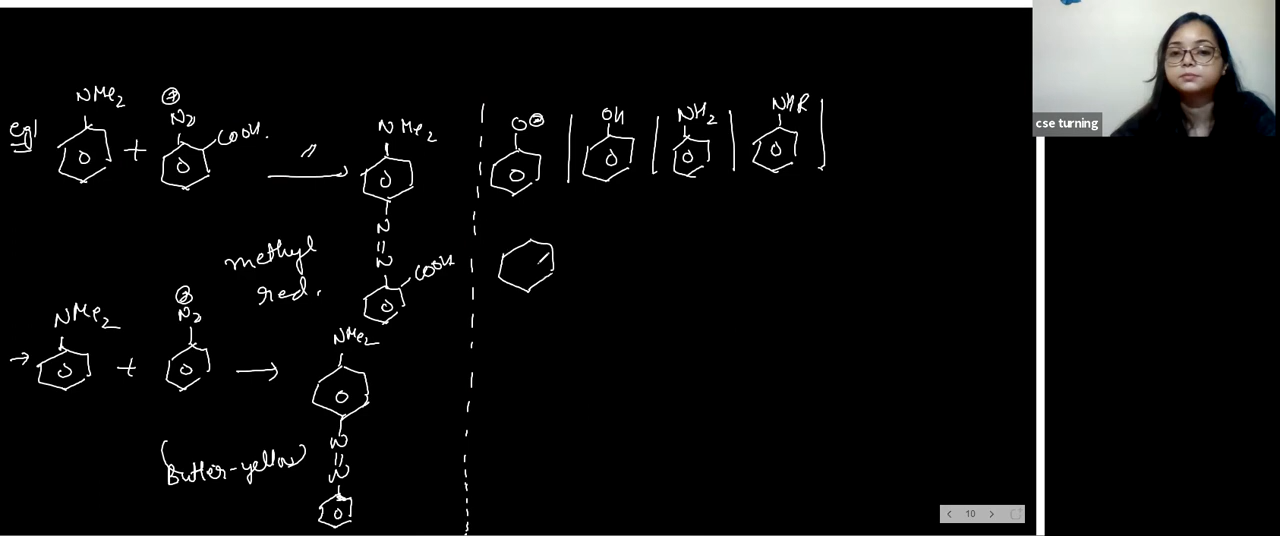 eg|
NMe2
⊕
N2
COOH.
+
NMe2
N
=
N
COOH
methyl
red.
O⊖
OH
NH2
NHR
→
NMe2
+
⊕
N2
→
NMe2
N
=
N
(Butter-yellow)
cse turning
10